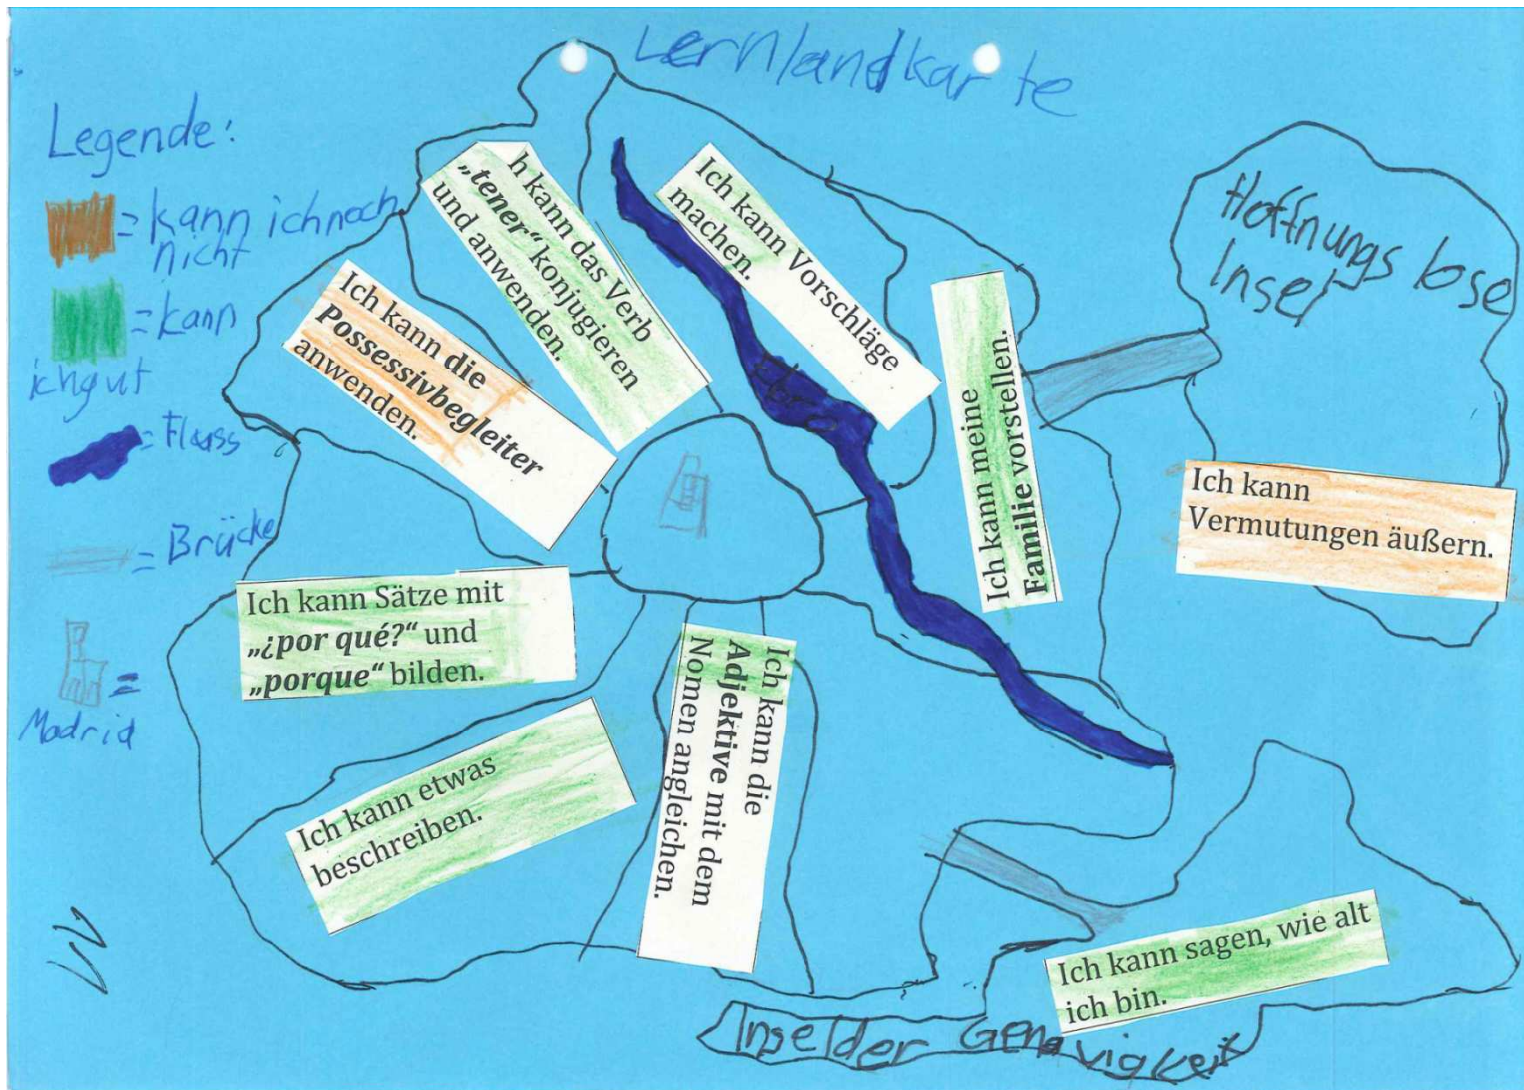 Lernlandkarte
Legende:
= kann ich noch
nicht
= kann
ich gut
= Fluss
= Brücke
=
Madrid
h kann das Verb
„tener“ konjugieren
und anwenden.
Ich kann Vorschläge
machen.
Ich kann die
Possessivbegleiter
anwenden.
Ich kann meine
Familie vorstellen.
Hoffnungs lose
Insel
Ich kann
Vermutungen äußern.
Ich kann Sätze mit
„¿por qué?“ und
„porque“ bilden.
Ich kann die
Adjektive mit dem
Nomen angleichen.
Ich kann etwas
beschreiben.
Ich kann sagen, wie alt
ich bin.
Insel der Genauigkeit